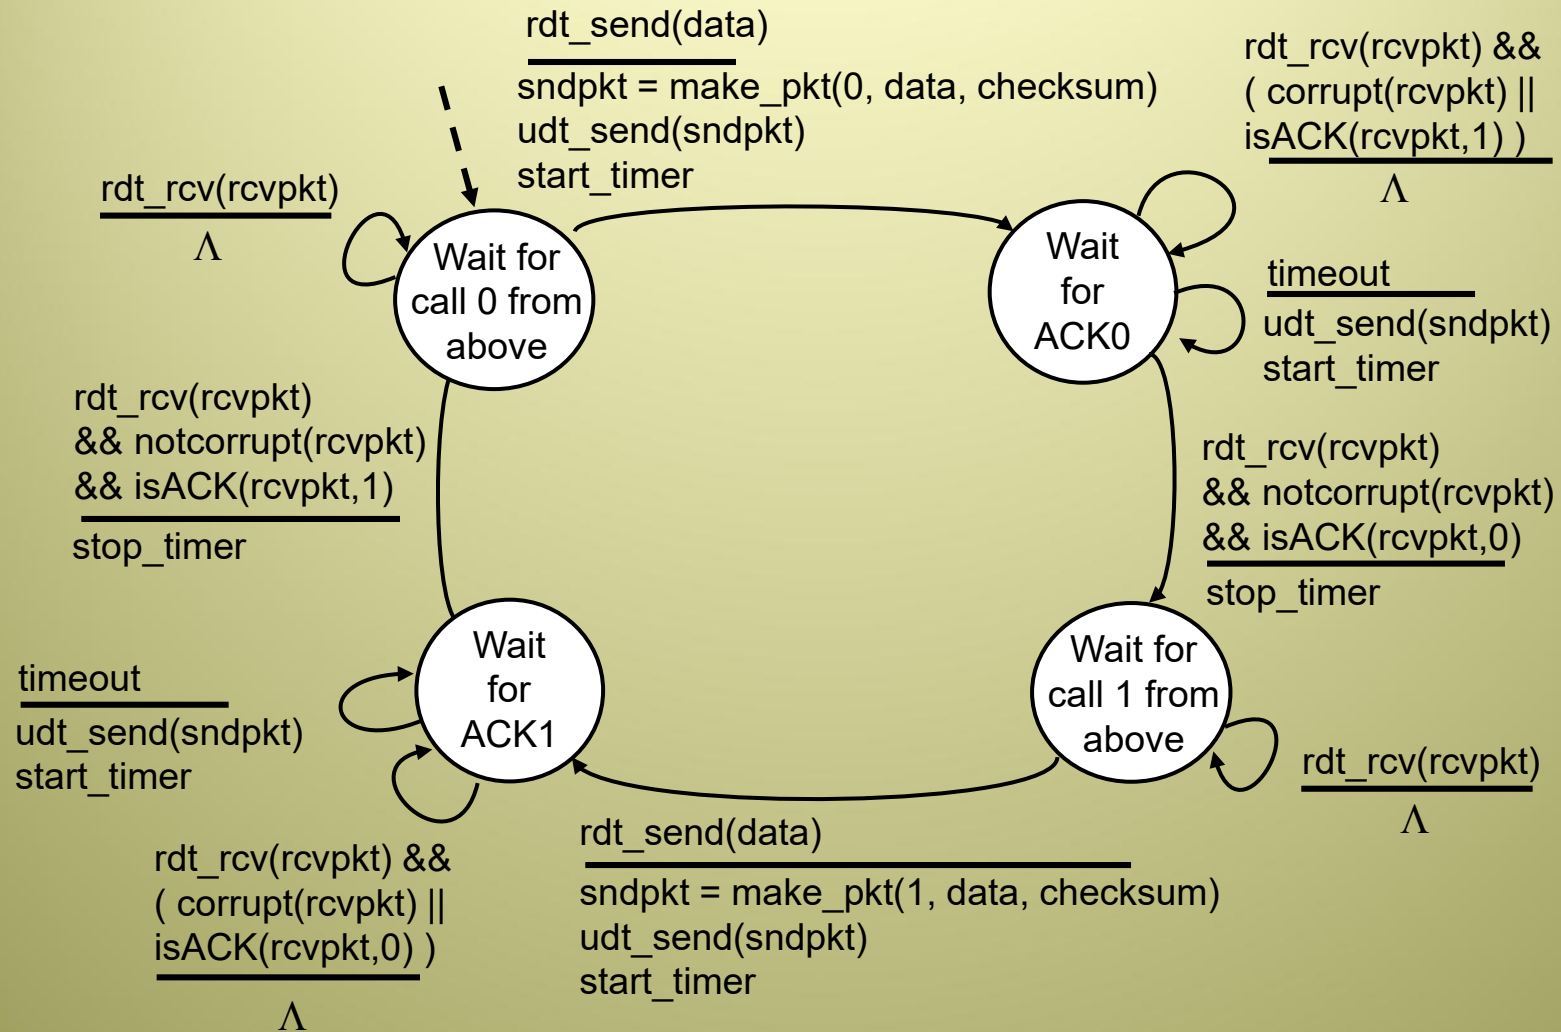 rdt_send(data)
sndpkt = make_pkt(0, data, checksum)
udt_send(sndpkt)
start_timer
rdt_rcv(rcvpkt) &&
( corrupt(rcvpkt) ||
isACK(rcvpkt,1) )
Λ
rdt_rcv(rcvpkt)
Λ
Wait for
call 0 from
above
Wait
for
ACK0
timeout
udt_send(sndpkt)
start_timer
rdt_rcv(rcvpkt)
&& notcorrupt(rcvpkt)
&& isACK(rcvpkt,1)
stop_timer
rdt_rcv(rcvpkt)
&& notcorrupt(rcvpkt)
&& isACK(rcvpkt,0)
stop_timer
Wait
for
ACK1
Wait for
call 1 from
above
timeout
udt_send(sndpkt)
start_timer
rdt_rcv(rcvpkt)
Λ
rdt_rcv(rcvpkt) &&
( corrupt(rcvpkt) ||
isACK(rcvpkt,0) )
Λ
rdt_send(data)
sndpkt = make_pkt(1, data, checksum)
udt_send(sndpkt)
start_timer